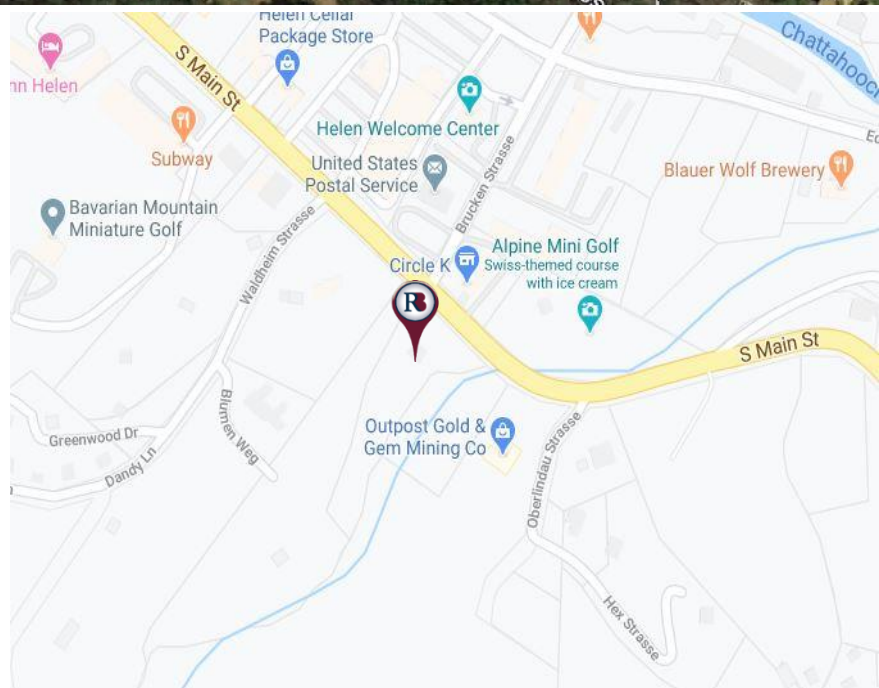 Helen Cellar
Package Store
S Main St
Chattahooch
nn Helen
Helen Welcome Center
Subway
United States
Postal Service
Brucken Strasse
Blauer Wolf Brewery
Bavarian Mountain
Miniature Golf
Waldheim Strasse
Circle K
Alpine Mini Golf
Swiss-themed course
with ice cream
RB
S Main St
Blumen Weg
Outpost Gold &
Gem Mining Co
Greenwood Dr
Dandy Ln
Oberlindau Strasse
Hex Strasse